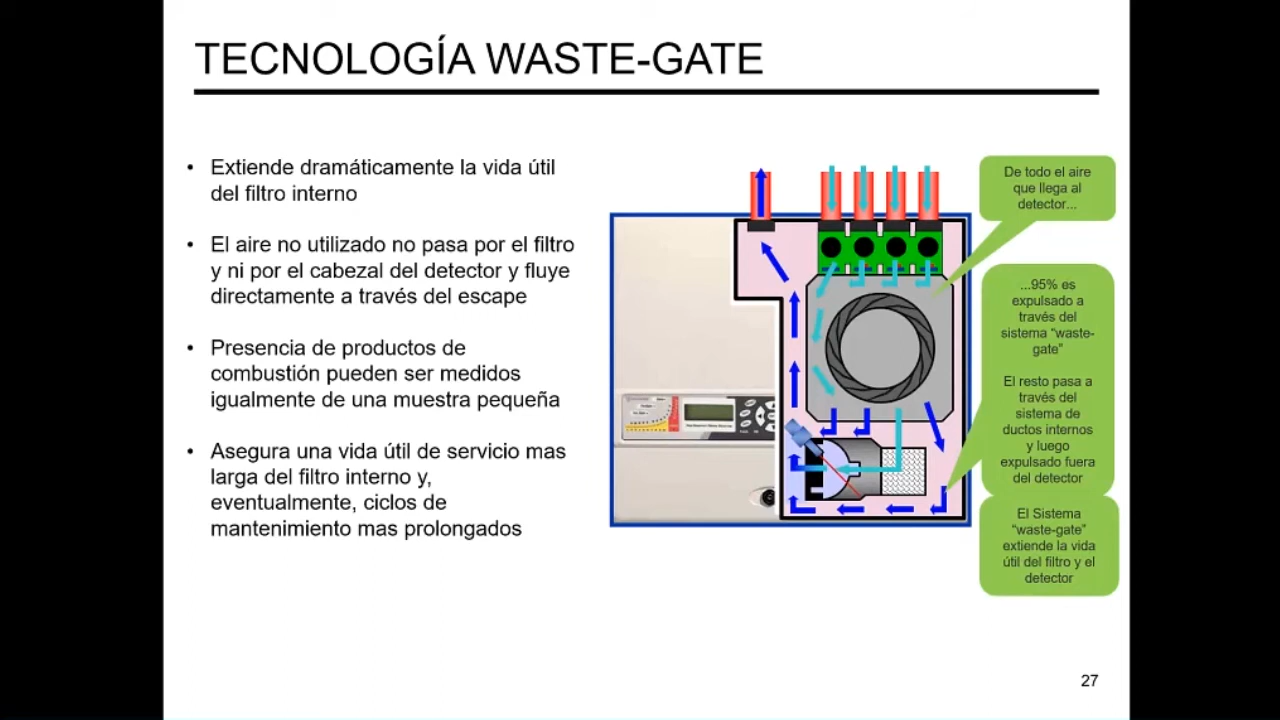 TECNOLOGÍA WASTE-GATE
• Extiende dramáticamente la vida útil
del filtro interno
• El aire no utilizado no pasa por el filtro
y ni por el cabezal del detector y fluye
directamente a través del escape
• Presencia de productos de
combustión pueden ser medidos
igualmente de una muestra pequeña
• Asegura una vida útil de servicio mas
larga del filtro interno y,
eventualmente, ciclos de
mantenimiento mas prolongados
De todo el aire
que llega al
detector...
...95% es
expulsado a
través del
sistema “waste-
gate”
El resto pasa a
través del
sistema de
ductos internos
y luego
expulsado fuera
del detector
El Sistema
“waste-gate”
extiende la vida
útil del filtro y el
detector
27